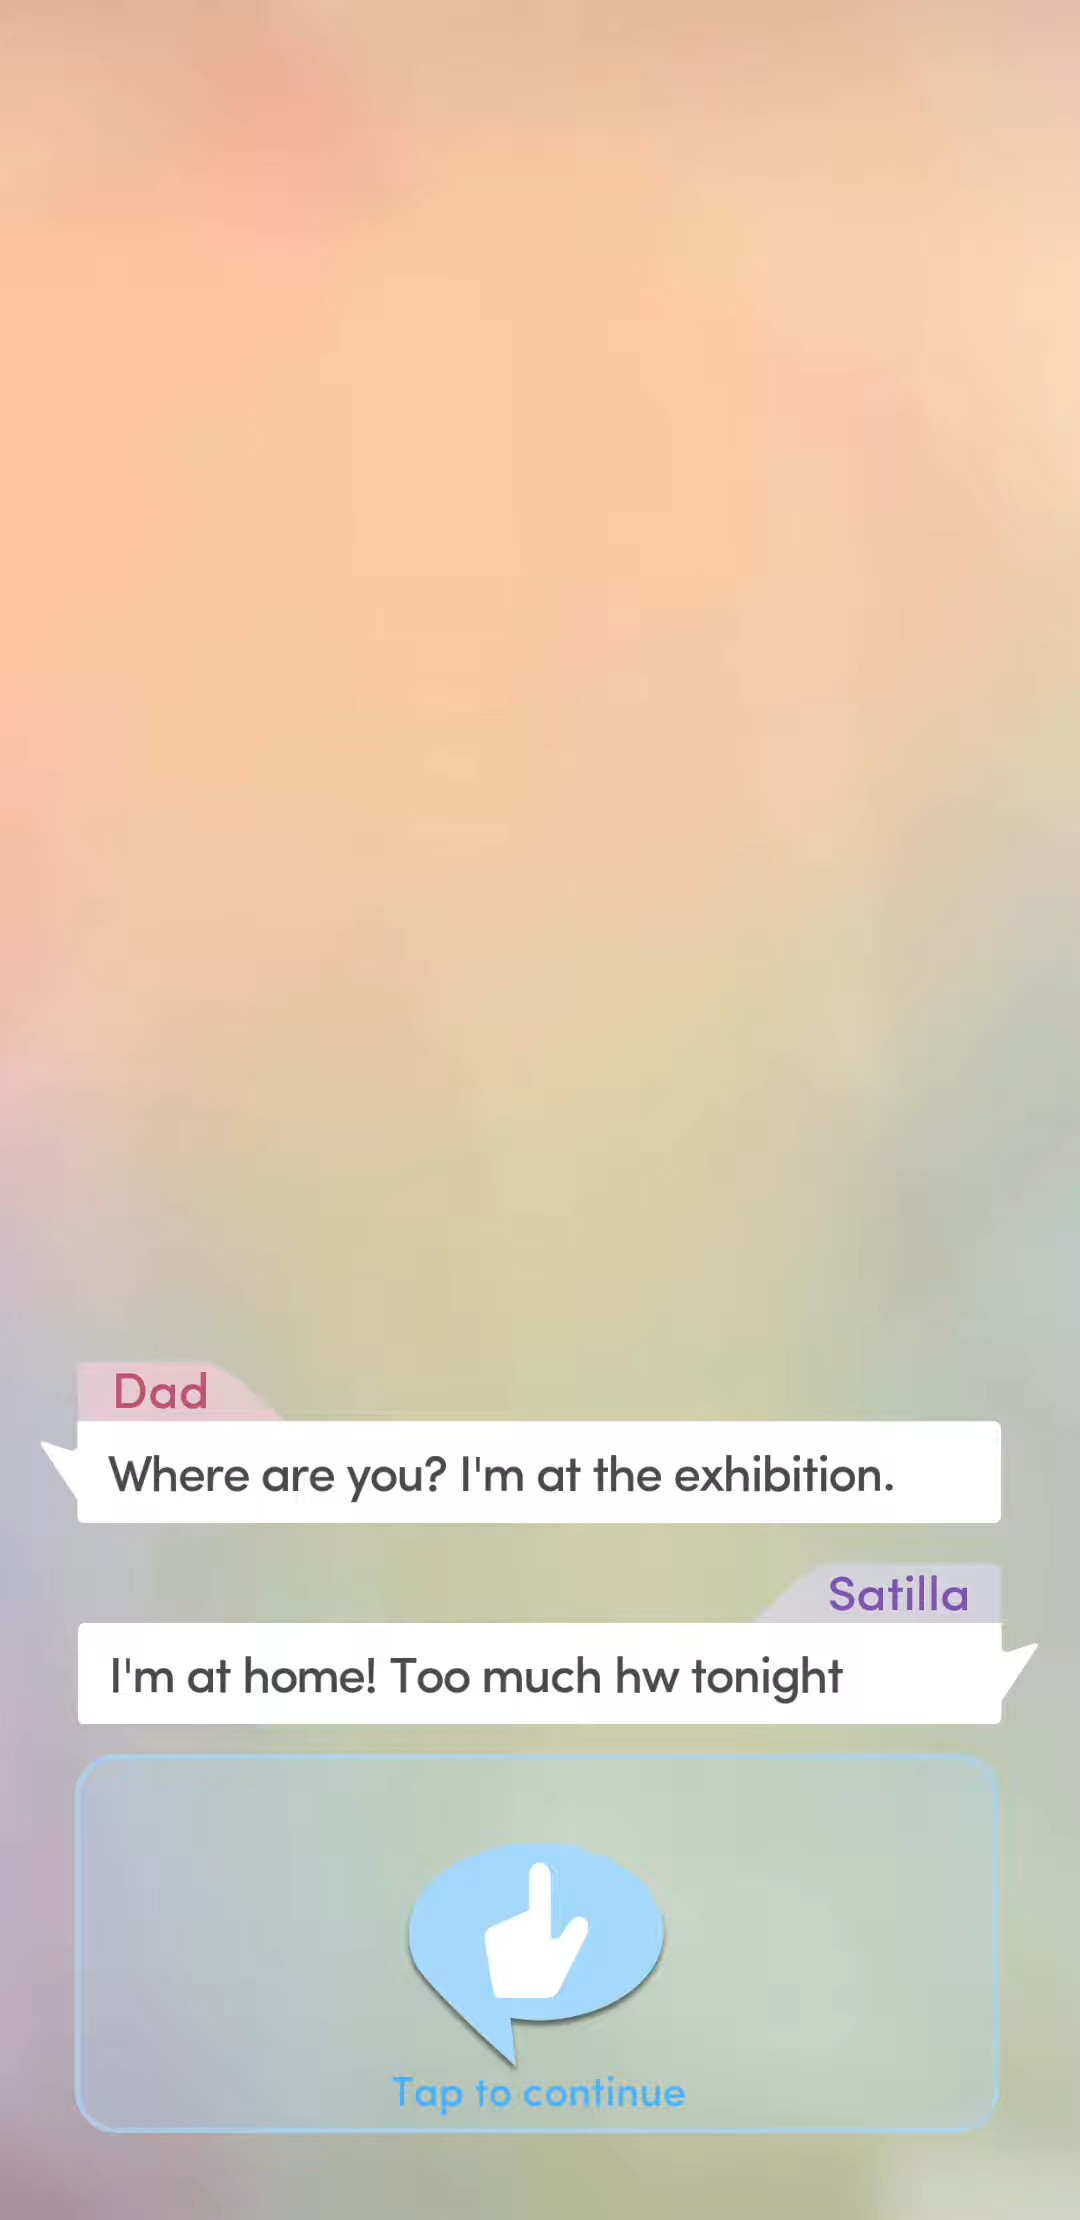 Dad
Where are you? I'm at the exhibition.
Satilla
I'm at home! Too much hw tonight
Tap to continue